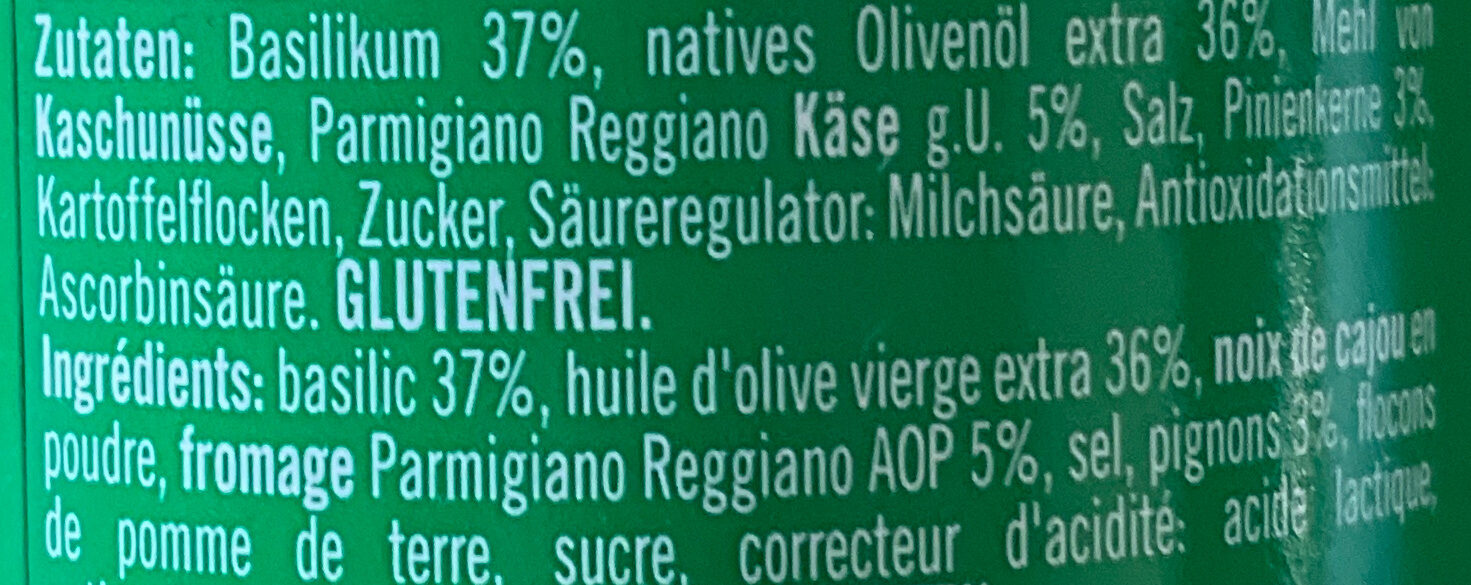 Zutaten: Basilikum 37%, natives Olivenöl extra 36%, Mehl von
Kaschunüsse, Parmigiano Reggiano Käse g.U. 5%, Salz, Pinienkerne 3%,
Kartoffelflocken, Zucker, Säureregulator: Milchsäure, Antioxidationsmittel:
Ascorbinsäure. GLUTENFREI.
Ingrédients: basilic 37%, huile d'olive vierge extra 36%, noix de cajou en
poudre, fromage Parmigiano Reggiano AOP 5%, sel, pignons 3%, flocons
de pomme de terre, sucre, correcteur d'acidité: acide lactique,